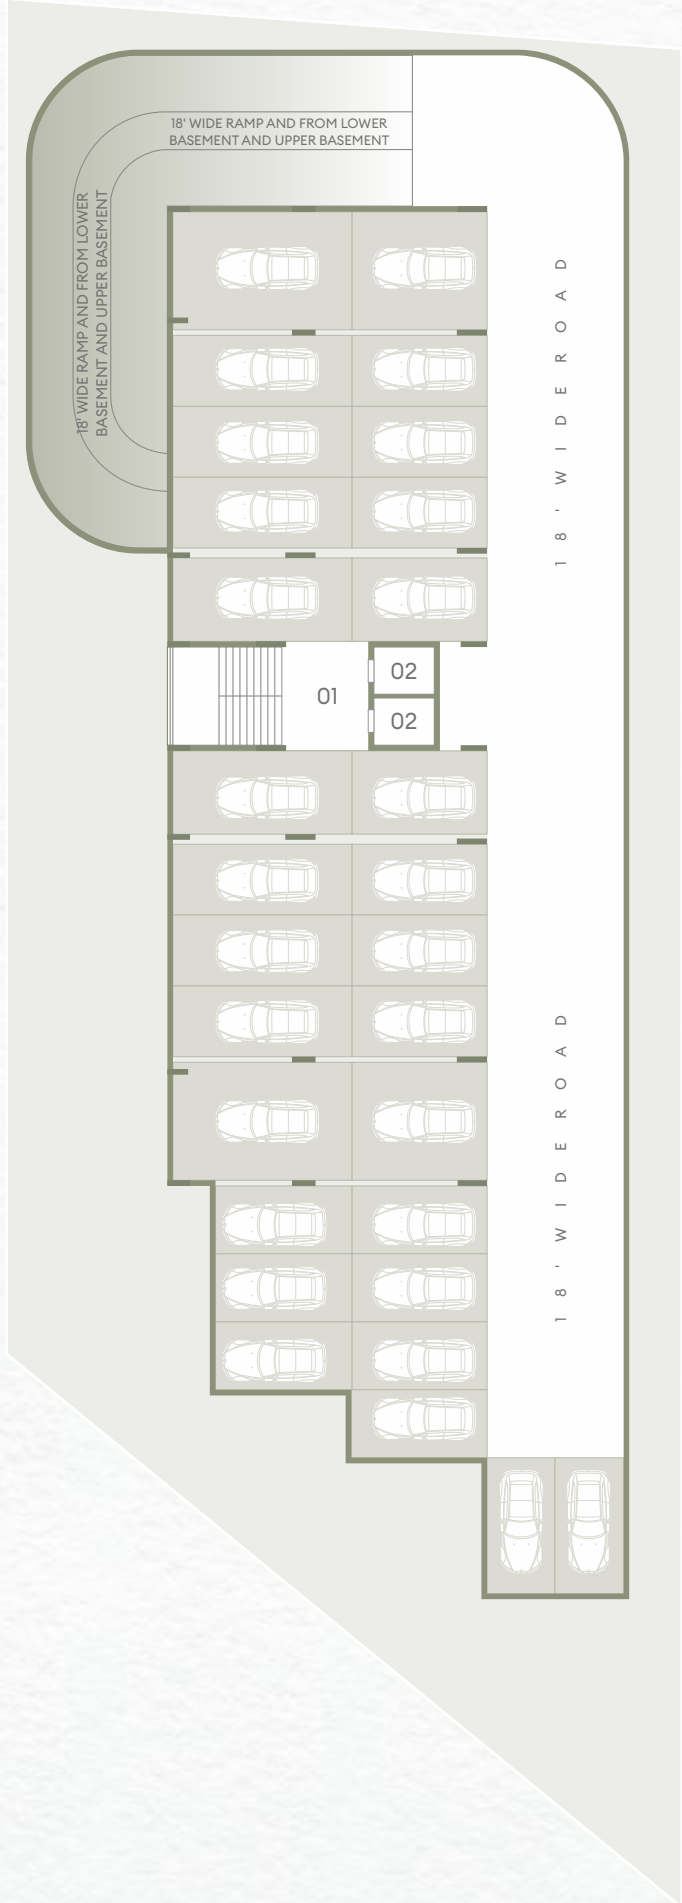 18' WIDE RAMP AND FROM LOWER
BASEMENT AND UPPER BASEMENT
18' WIDE RAMP AND FROM LOWER
BASEMENT AND UPPER BASEMENT
18' WIDE ROAD
01
02
02
18' WIDE ROAD